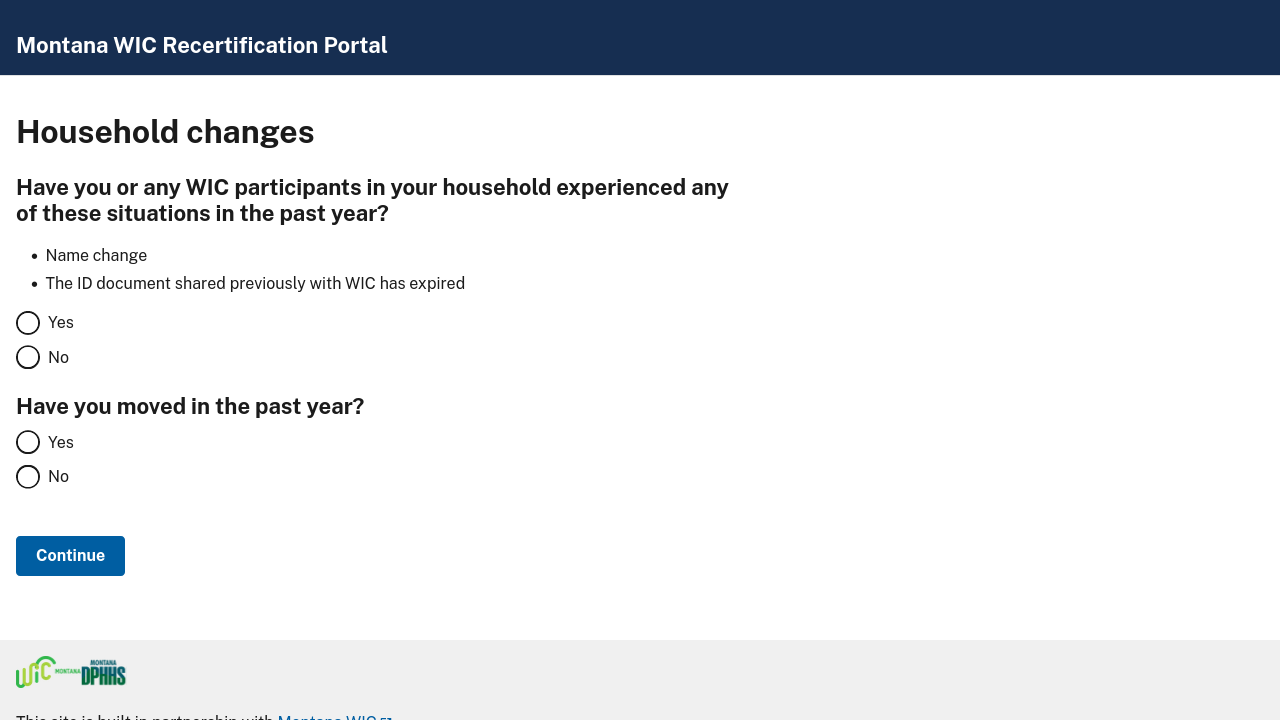 Montana WIC Recertification Portal
Household changes
Have you or any WIC participants in your household experienced any
of these situations in the past year?
• Name change
• The ID document shared previously with WIC has expired
Yes
No
Have you moved in the past year?
Yes
No
Continue
WiC MONTANA MONTANA DPHHS
This site is built in partnership with Montana WIC